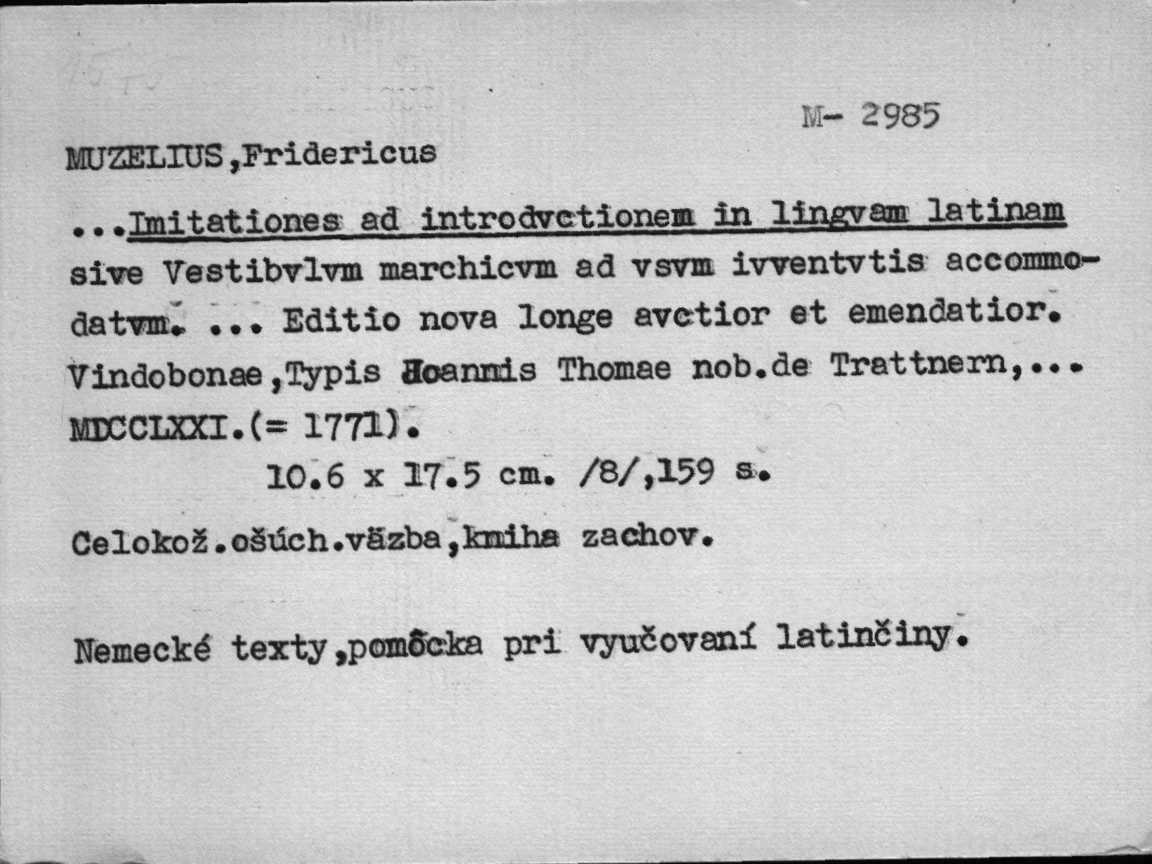 M- 2985
MUZELIUS,Fridericus
...Imitationes ad introdvctionem in lingvam latinam
sive Vestibvlvm marchicvm ad vsvm ivventvtis accommo-
datvm. ... Editio nova longe avctior et emendatior.
Vindobonae,Typis Joannis Thomae nob.de Trattnern,...
MDCCLXXI.(= 1771).
10.6 x 17.5 cm. /8/,159 s.
Celokož.ošúch.väzba,kniha zachov.
Nemecké texty,pomôcka pri vyučovaní latinčiny.